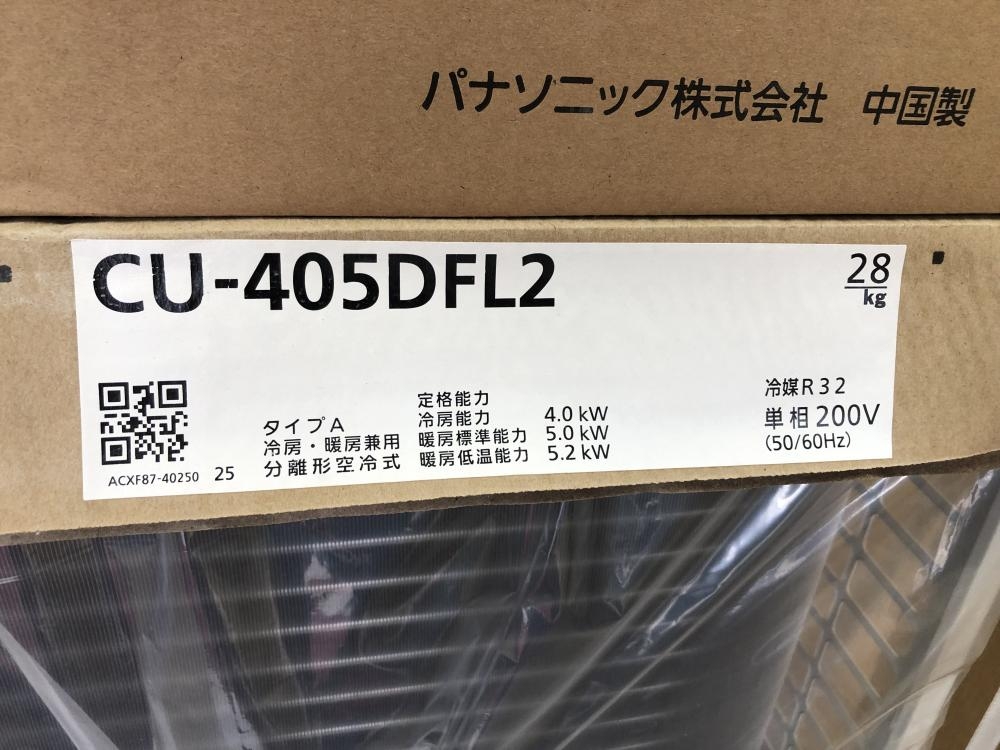 パナソニック株式会社 中国製
CU-405DFL2
28
kg
タイプA
冷房・暖房兼用
分離形空冷式
定格能力
冷房能力 4.0 kW
暖房標準能力 5.0 kW
暖房低温能力 5.2 kW
冷媒R32
単相200V
(50/60Hz)
ACXF87-40250 25